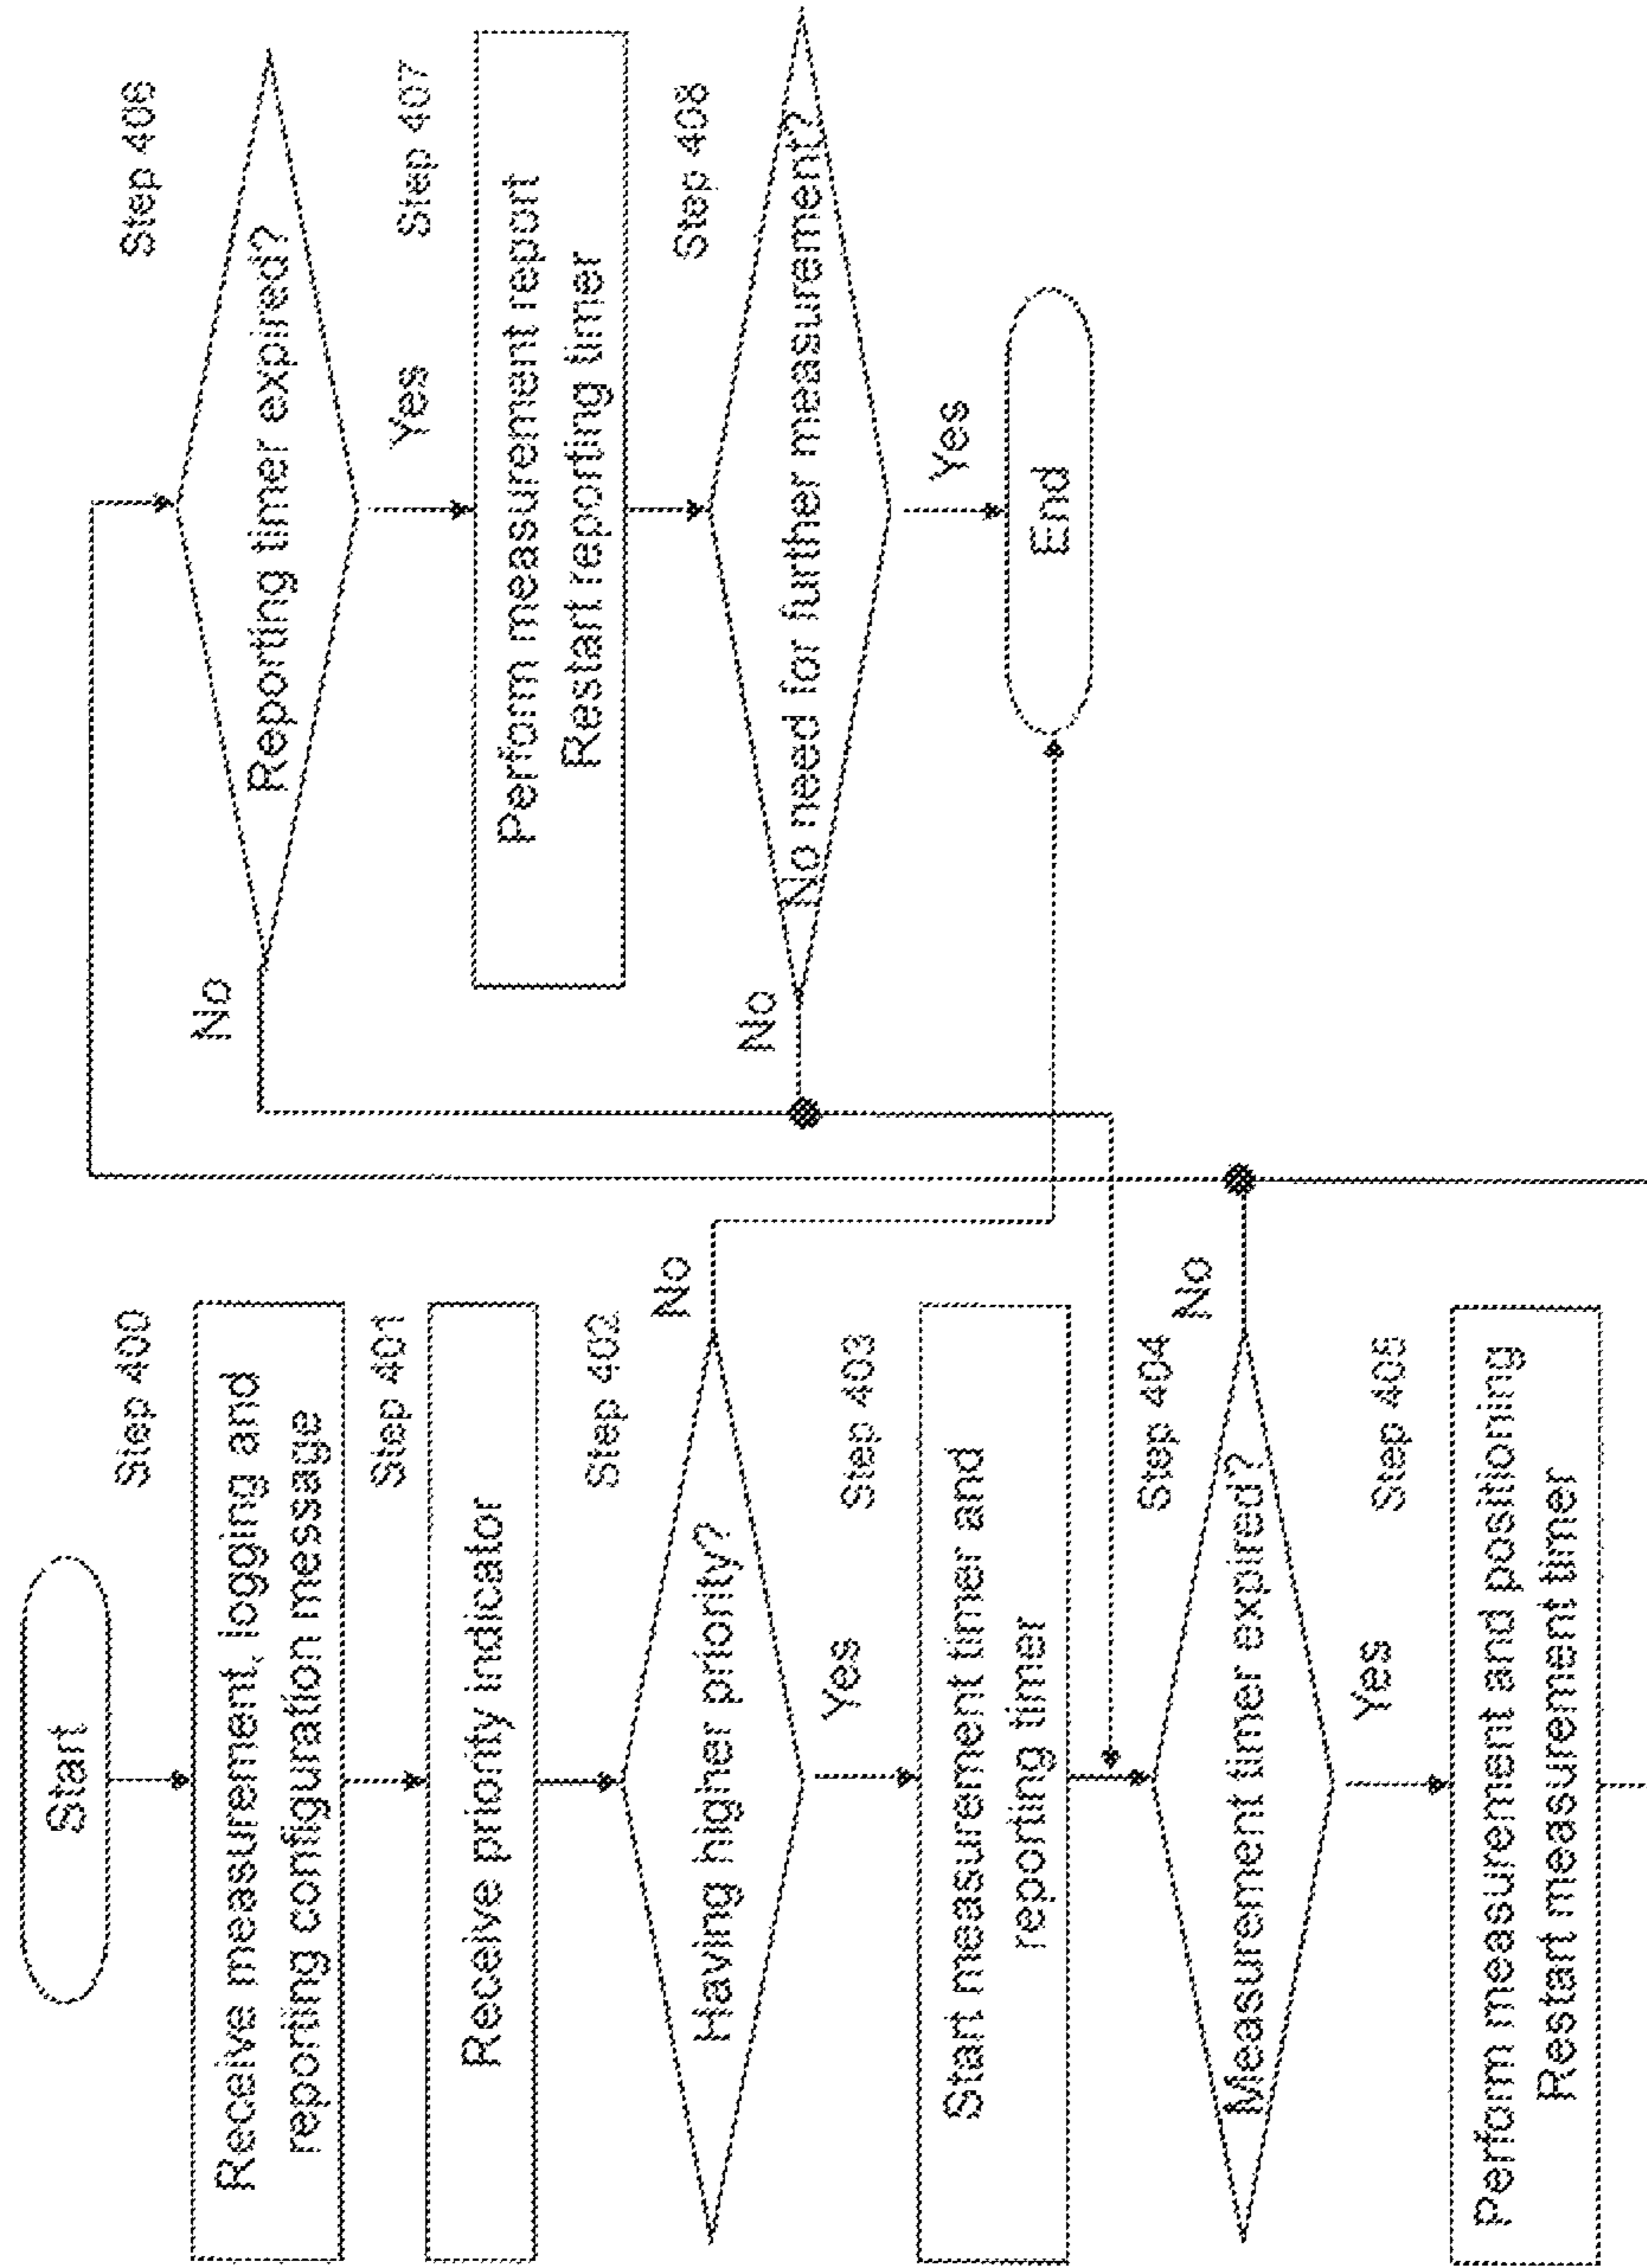 Start
Step 400
Receive measurement, logging and
reporting configuration message
Step 401
Receive priority indicator
Step 402
Having higher priority?
No
Yes
Step 403
Start measurement timer and
reporting timer
Step 404
Measurement timer expired?
No
Yes
Step 405
Perform measurement and positioning
Restart measurement timer
Step 406
Reporting timer expired?
No
Yes
Step 407
Perform measurement report
Restart reporting timer
Step 408
No need for further measurement?
No
Yes
End